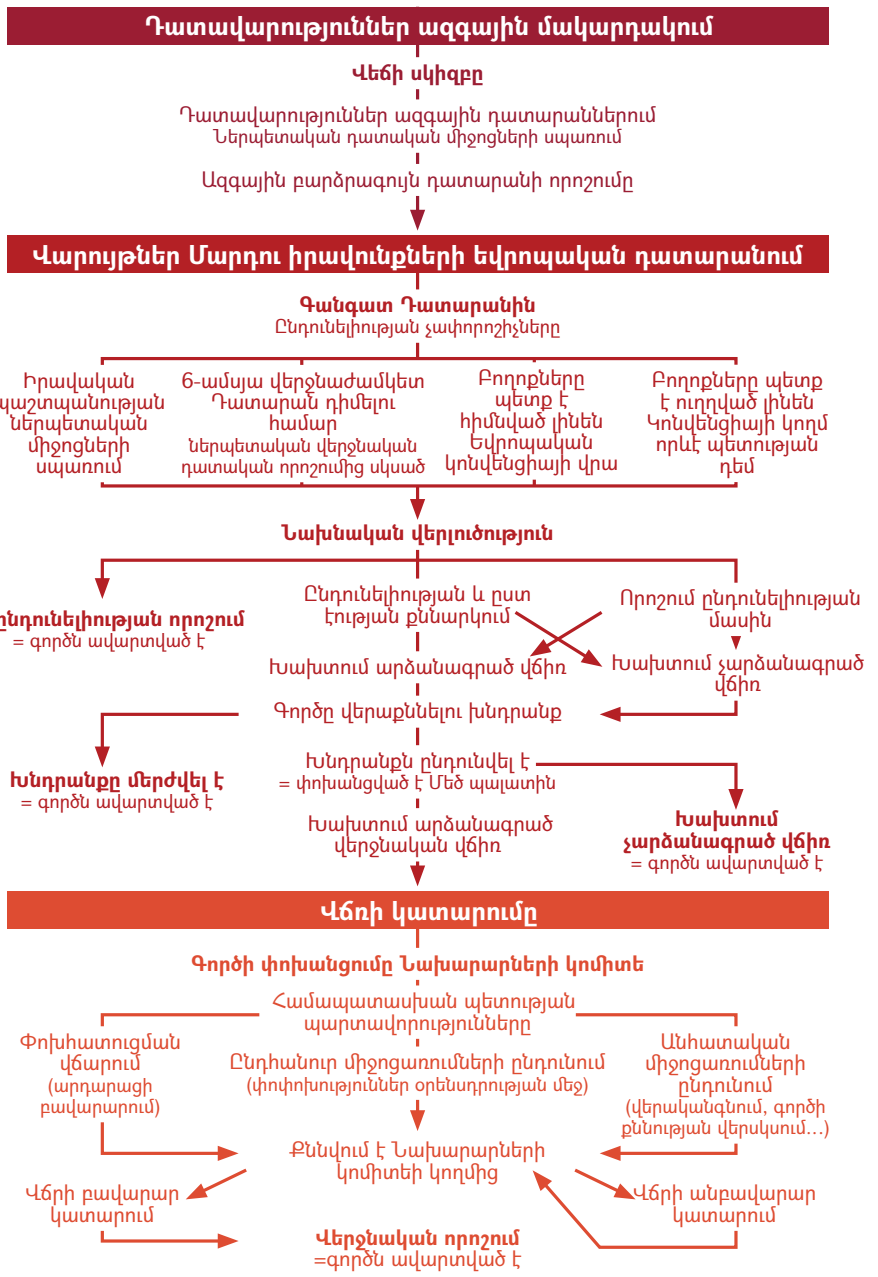 Դատավարություններ ազգային մակարդակում
Վեճի սկիզբը
Դատավարություններ ազգային դատարաններում
Ներպետական դատական միջոցների սպառում
Ազգային բարձրագույն դատարանի որոշումը
Վարույթներ Մարդու իրավունքների եվրոպական դատարանում
Գանգատ Դատարանին
Ընդունելիության չափորոշիչները
Իրավական
պաշտպանության
ներպետական
միջոցների
սպառում
6-ամսյա վերջնաժամկետ
Դատարան դիմելու
համար
ներպետական վերջնական
դատական որոշումից սկսած
Բողոքները
պետք է
հիմնված լինեն
Եվրոպական
կոնվենցիայի վրա
Բողոքները պետք
է ուղղված լինեն
Կոնվենցիայի կողմ
որևէ պետության
դեմ
Նախնական վերլուծություն
ընդունելիության որոշում
= գործն ավարտված է
Ընդունելիության և ըստ
էության քննարկում
Որոշում ընդունելիության
մասին
Խախտում արձանագրած վճիռ
Խախտում չարձանագրած
վճիռ
Գործը վերաքննելու խնդրանք
Խնդրանքը մերժվել է
= գործն ավարտված է
Խնդրանքն ընդունվել է
= փոխանցված է Մեծ պալատին
Խախտում արձանագրած
վերջնական վճիռ
Խախտում
չարձանագրած վճիռ
= գործն ավարտված է
Վճռի կատարումը
Գործի փոխանցումը Նախարարների կոմիտե
Համապատասխան պետության
պարտավորությունները
Փոխհատուցման
վճարում
(արդարացի
բավարարում)
Ընդհանուր միջոցառումների ընդունում
(փոփոխություններ օրենսդրության մեջ)
Անհատական
միջոցառումների
ընդունում
(վերականգնում, գործի
քննության վերսկսում...)
Քննվում է Նախարարների
կոմիտեի կողմից
Վճրի բավարար
կատարում
Վճրի անբավարար
կատարում
Վերջնական որոշում
=գործն ավարտված է